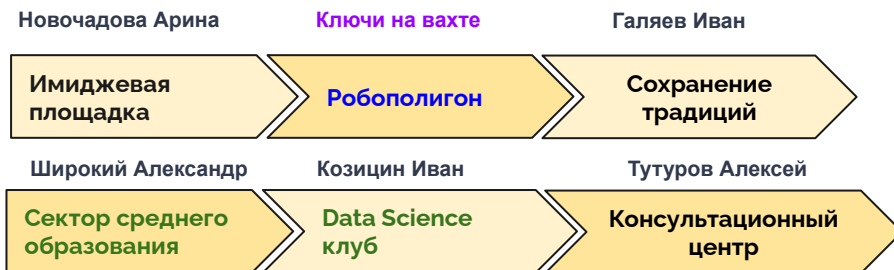 Новочадова Арина
Ключи на вахте
Галяев Иван
Имиджевая
площадка
Робополигон
Сохранение
традиций
Широкий Александр
Козицин Иван
Тутуров Алексей
Сектор среднего
образования
Data Science
клуб
Консультационный
центр